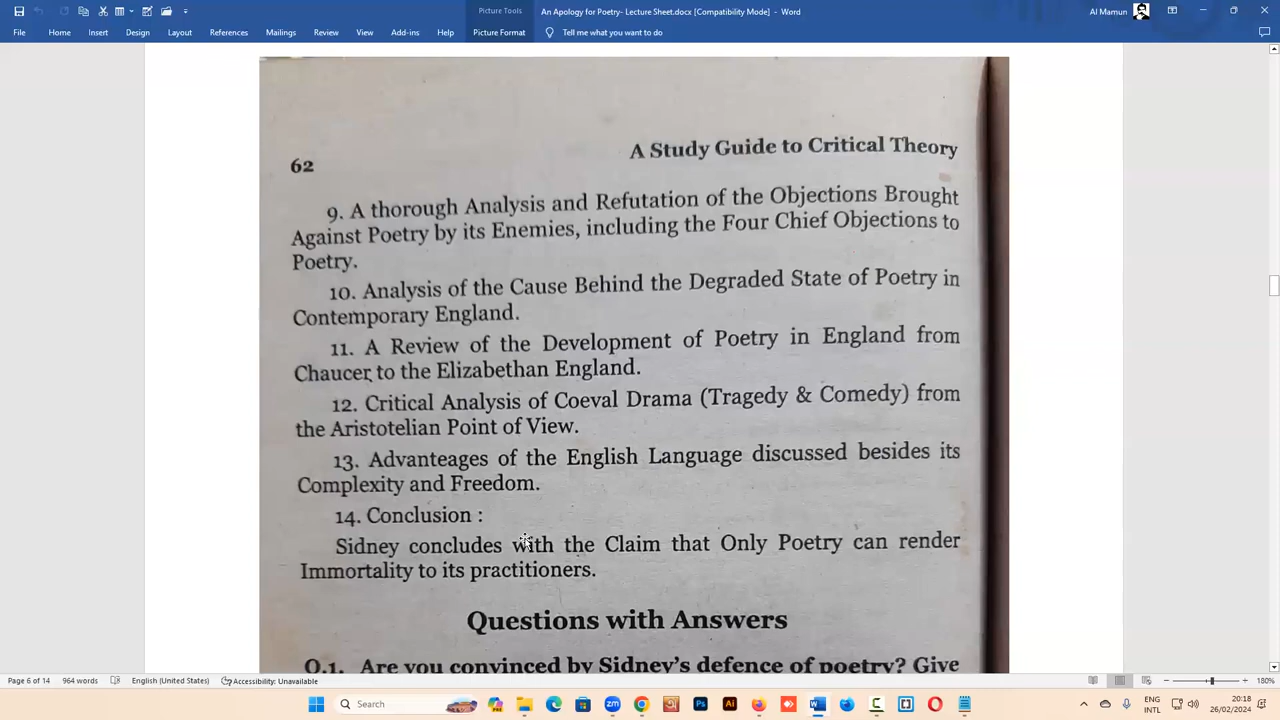 Picture Tools
An Apology for Poetry- Lecture Sheet.docx [Compatibility Mode] - Word
Al Mamun
File Home Insert Design Layout References Mailings Review View Add-ins Help Picture Format Tell me what you want to do
62
A Study Guide to Critical Theory
9. A thorough Analysis and Refutation of the Objections Brought
Against Poetry by its Enemies, including the Four Chief Objections to
Poetry.
10. Analysis of the Cause Behind the Degraded State of Poetry in
Contemporary England.
11. A Review of the Development of Poetry in England from
Chaucer to the Elizabethan England.
12. Critical Analysis of Coeval Drama (Tragedy & Comedy) from
the Aristotelian Point of View.
13. Advanteages of the English Language discussed besides its
Complexity and Freedom.
14. Conclusion :
Sidney concludes with the Claim that Only Poetry can render
Immortality to its practitioners.
Questions with Answers
Q.1. Are you convinced by Sidney's defence of poetry? Give
Page 6 of 14 964 words English (United States) Accessibility: Unavailable 180%
Search
ENG
INTL
20:18
26/02/2024